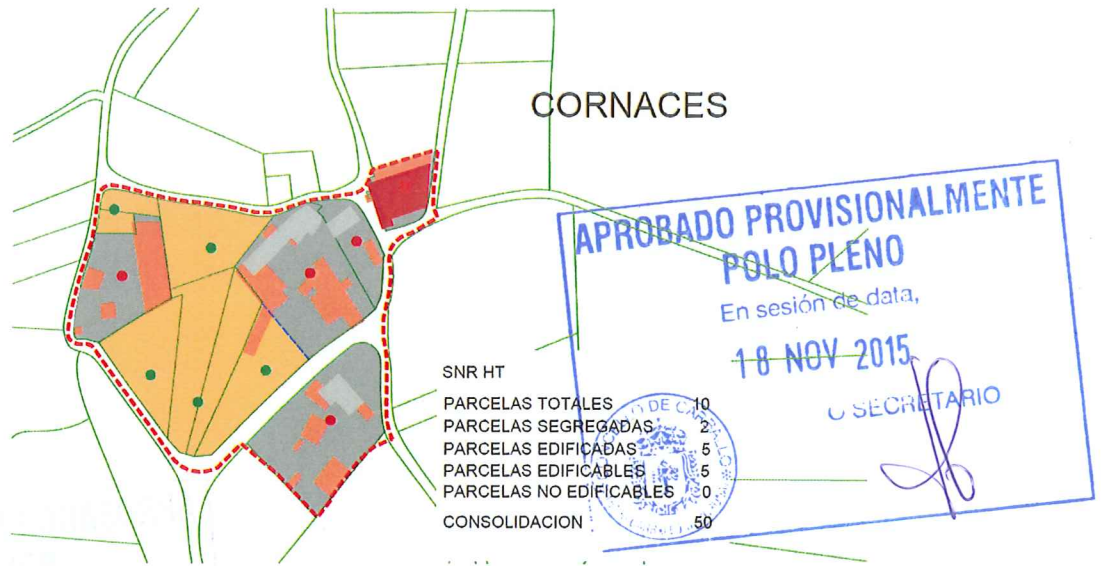 CORNACES
APROBADO PROVISIONALMENTE
POLO PLENO
En sesión de data,
18 NOV 2015
O SECRETARIO
SNR HT
PARCELAS TOTALES 10
PARCELAS SEGREGADAS 2
PARCELAS EDIFICADAS 5
PARCELAS EDIFICABLES 5
PARCELAS NO EDIFICABLES 0
CONSOLIDACION 50